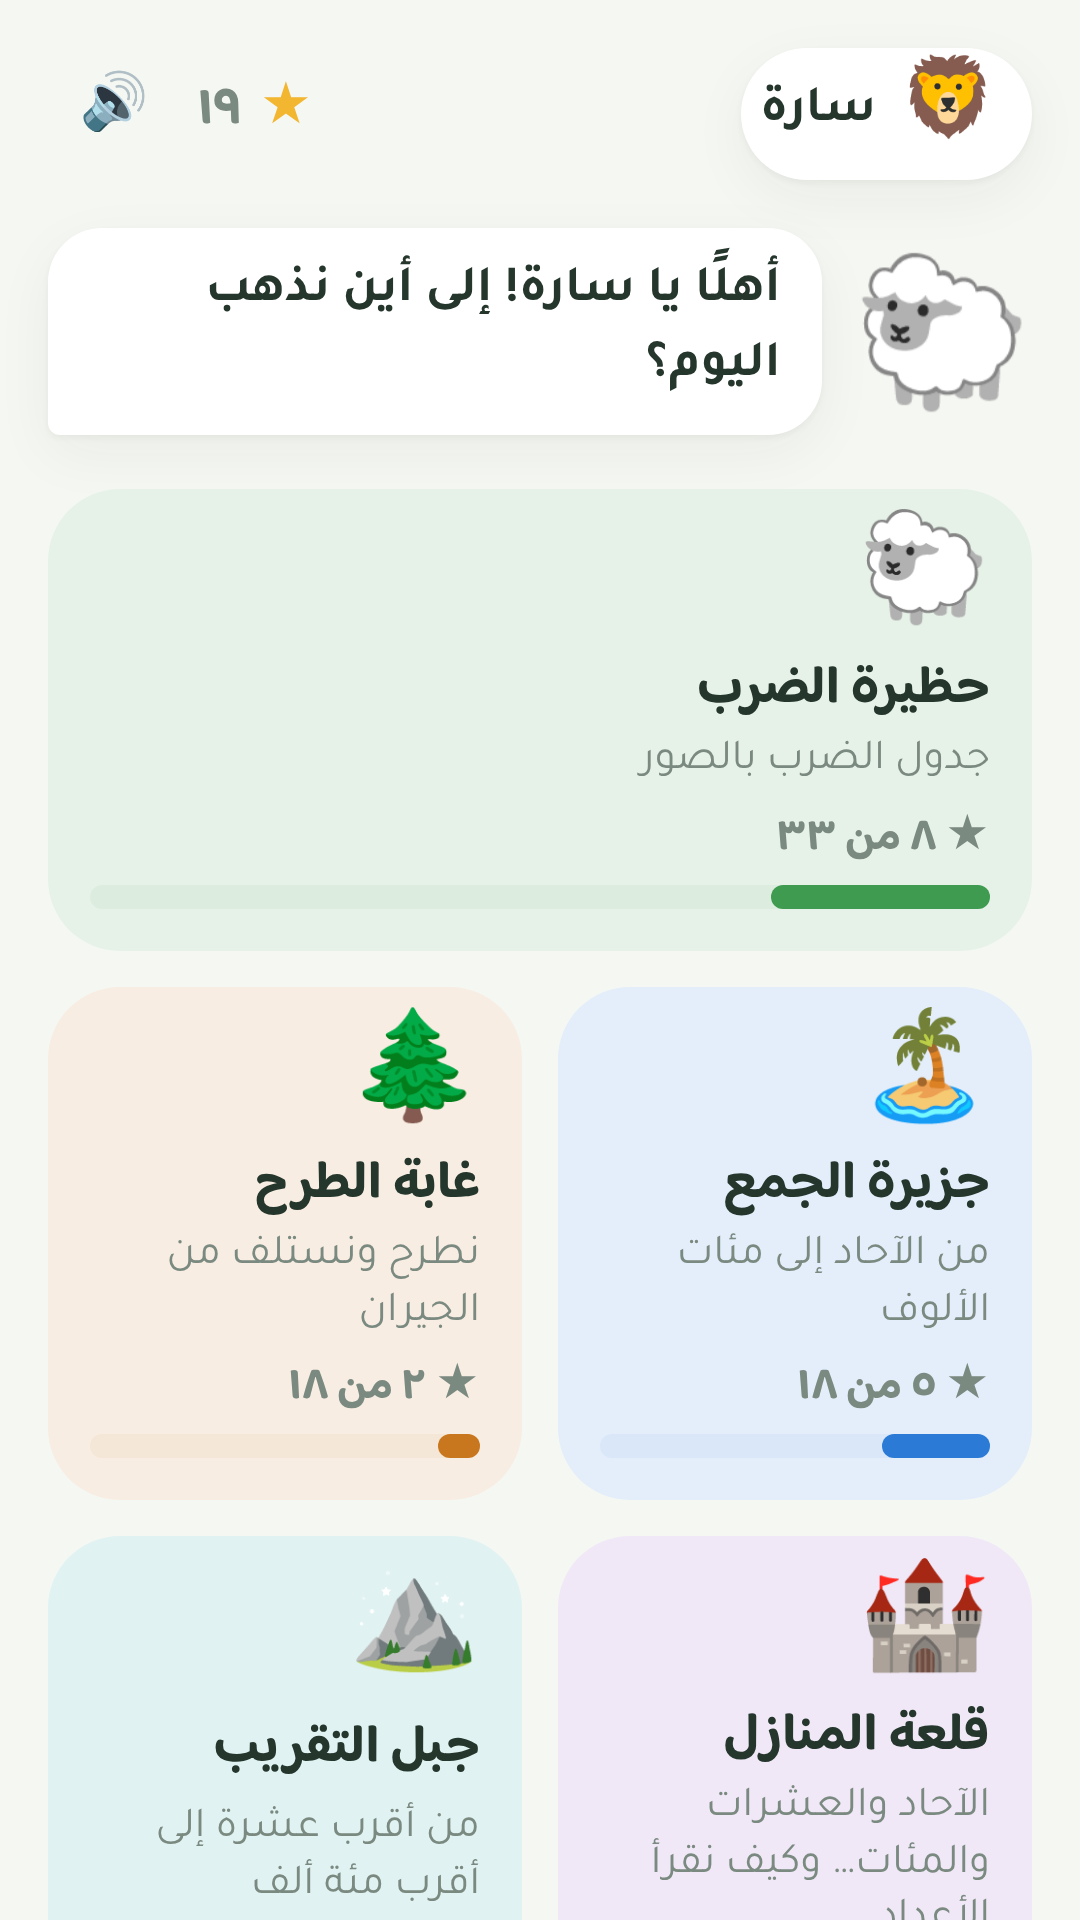 سارة
★ ١٩
أهلًا يا سارة! إلى أين نذهب
اليوم؟
حظيرة الضرب
جدول الضرب بالصور
★ ٨ من ٣٣
جزيرة الجمع
من الآحاد إلى مئات
الألوف
★ ٥ من ١٨
غابة الطرح
نطرح ونستلف من
الجيران
★ ٢ من ١٨
قلعة المنازل
الآحاد والعشرات
والمئات… وكيف نقرأ
الأعداد
جبل التقريب
من أقرب عشرة إلى
أقرب مئة ألف